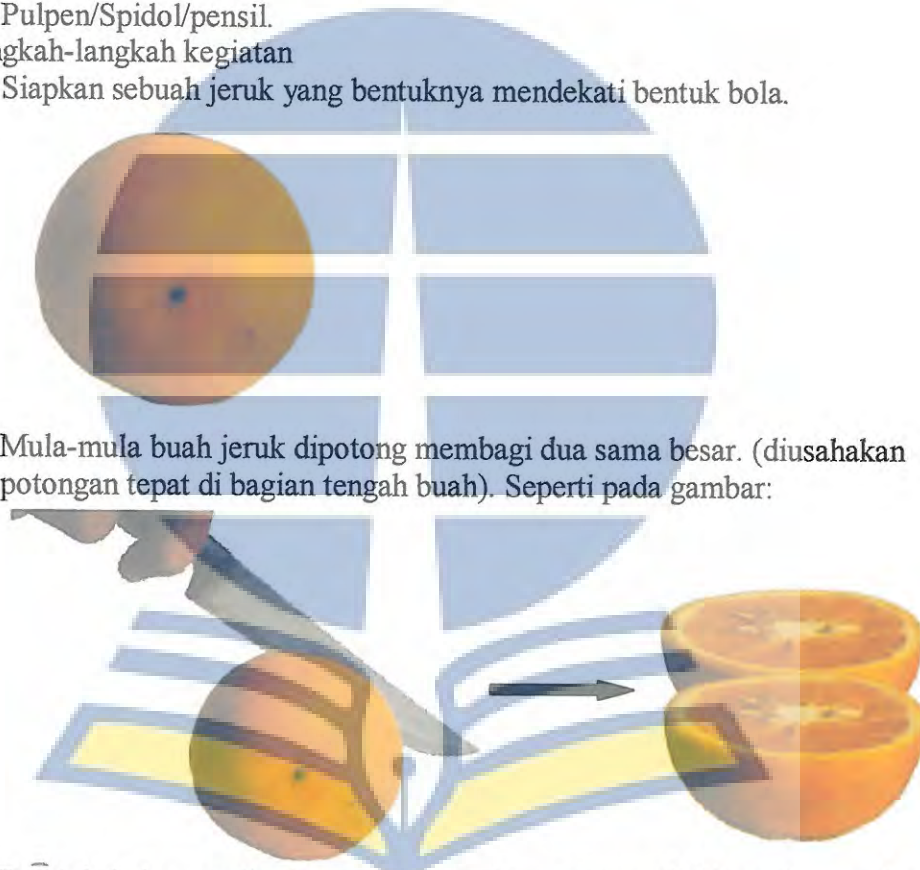 Pulpen/Spidol/pensil.
gkah-langkah kegiatan
Siapkan sebuah jeruk yang bentuknya mendekati bentuk bola.
Mula-mula buah jeruk dipotong membagi dua sama besar. (diusahakan
potongan tepat di bagian tengah buah). Seperti pada gambar: